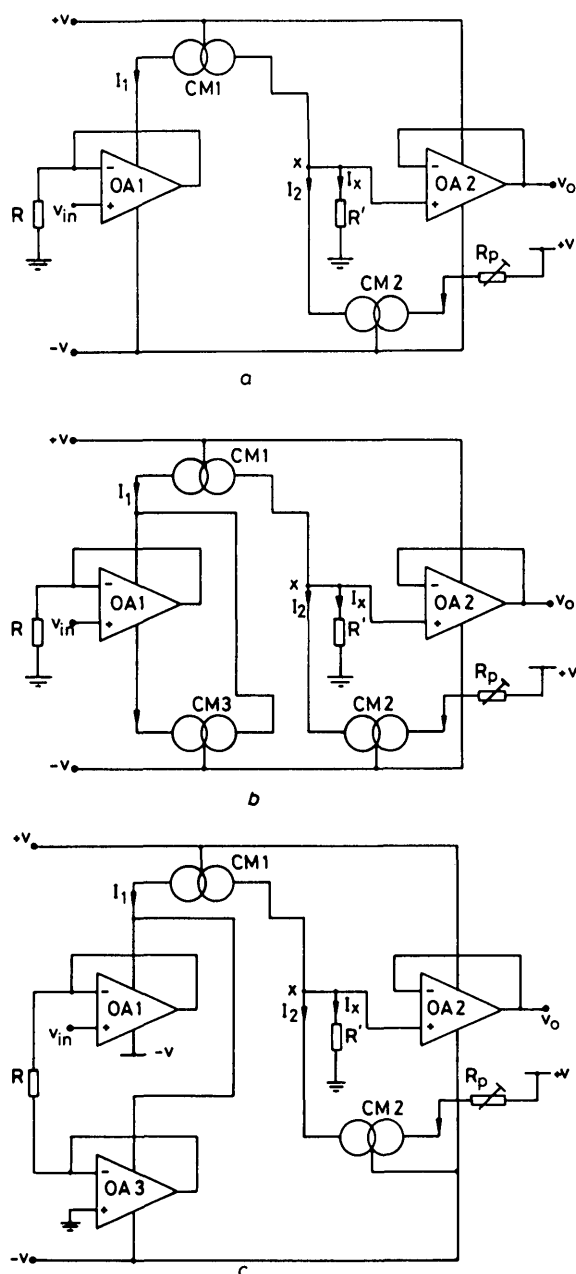 +v
I1
CM1
x
I2
Ix
R'
OA1
-
+
R
vin
OA2
-
+
vo
CM2
Rp
+v
-v
a
+v
CM1
I1
x
I2
Ix
R'
OA1
-
+
R
vin
OA2
-
+
vo
CM3
CM2
Rp
+v
-v
b
+v
CM1
I1
OA1
-
+
vin
-v
x
I2
Ix
R'
OA2
-
+
vo
R
CM2
Rp
+v
OA3
-
+
-v
c